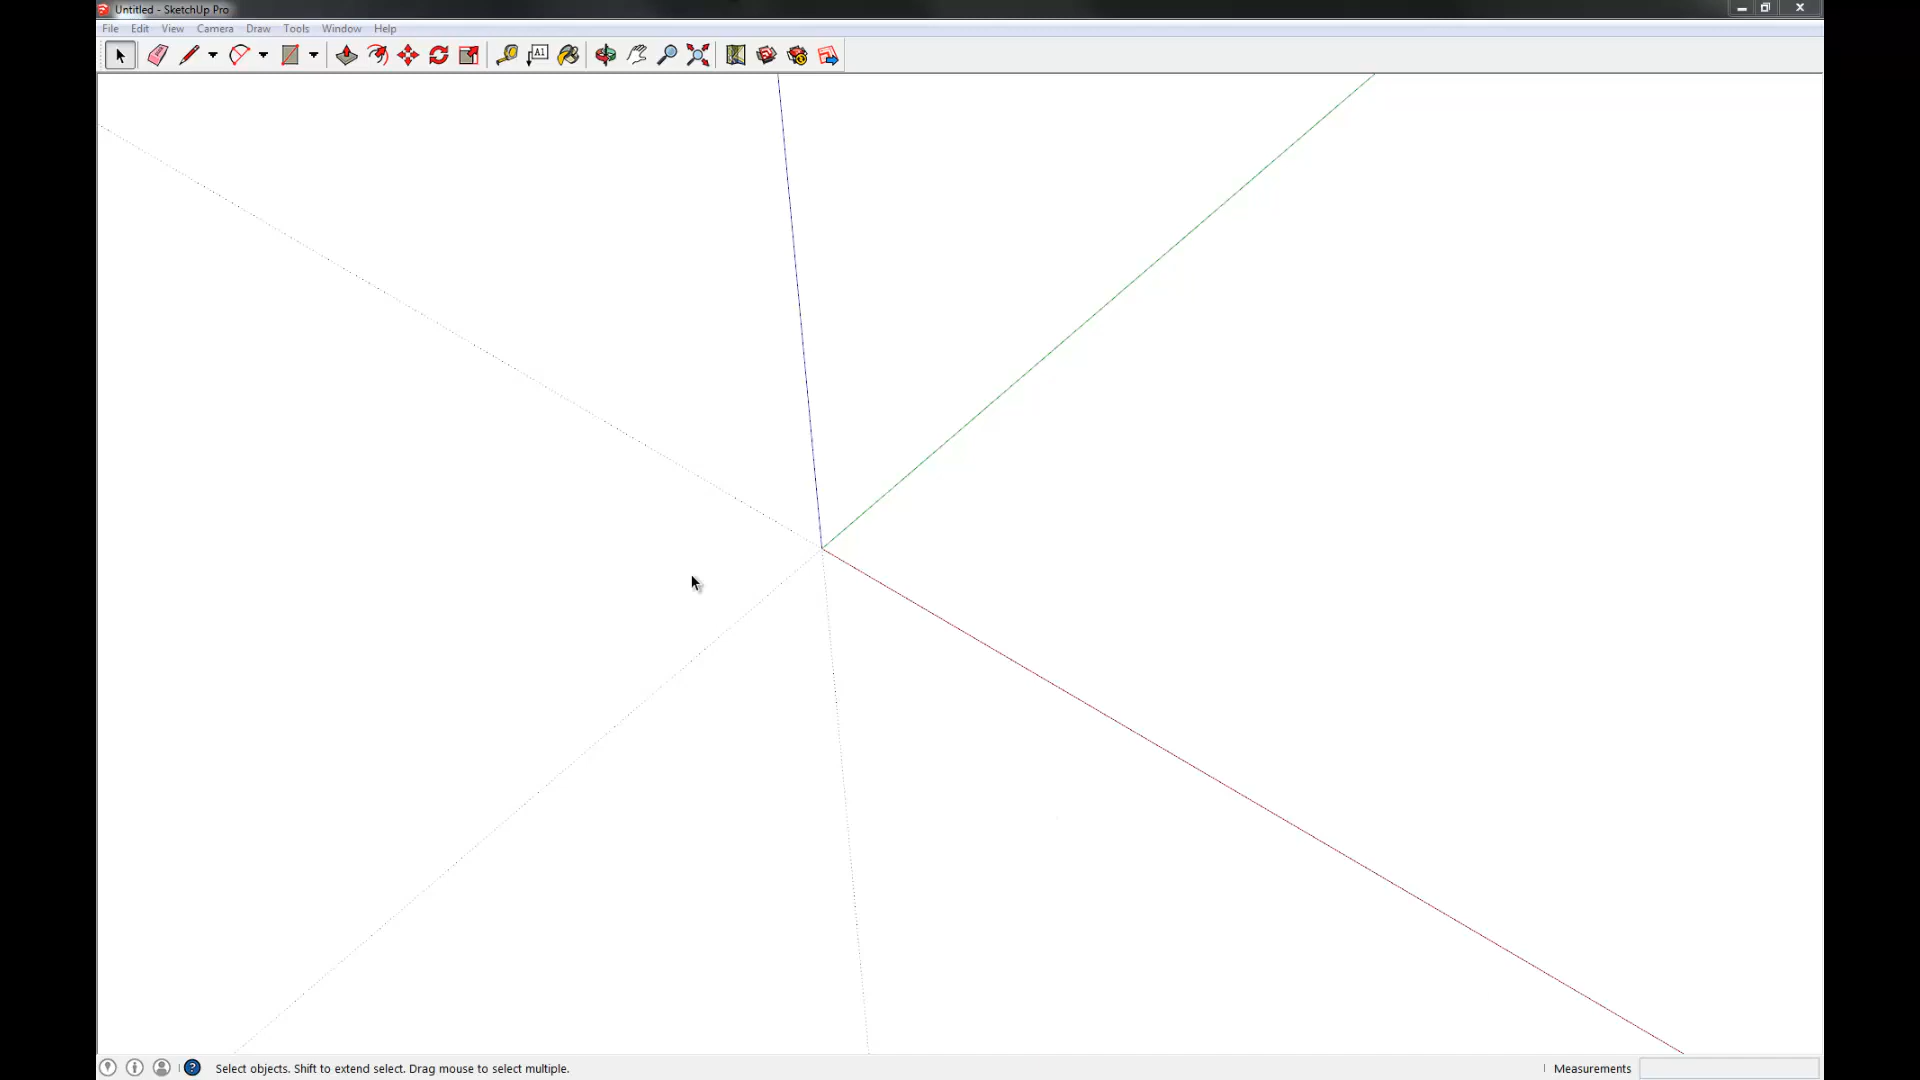 Untitled - SketchUp Pro
File Edit View Camera Draw Tools Window Help
A1
Select objects. Shift to extend select. Drag mouse to select multiple.
Measurements